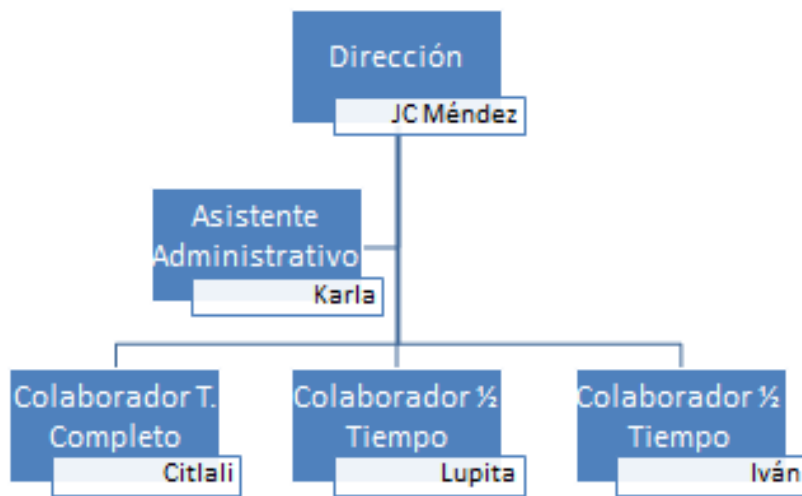 Dirección
JC Méndez
Asistente
Administrativo
Karla
Colaborador T.
Completo
Citlali
Colaborador ½
Tiempo
Lupita
Colaborador ½
Tiempo
Iván